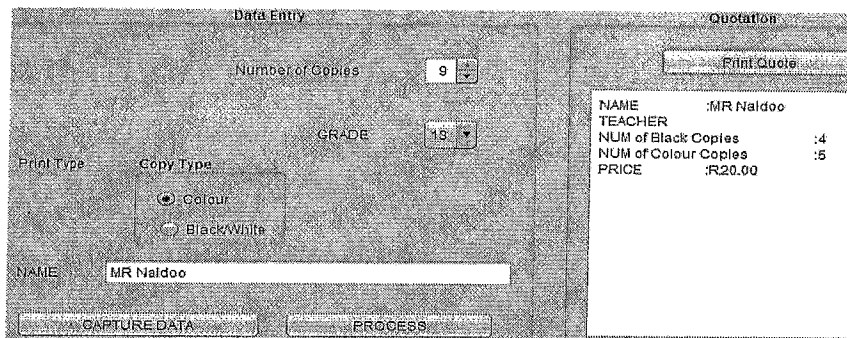 Data Entry
Number of Copies 9
GRADE 13
Print Type
Copy Type
Colour
Black/White
NAME MR Naidoo
CAPTURE DATA
PROCESS
Quotation
Print Quote
NAME :MR Naidoo
TEACHER
NUM of Black Copies :4
NUM of Colour Copies :5
PRICE :R20.00